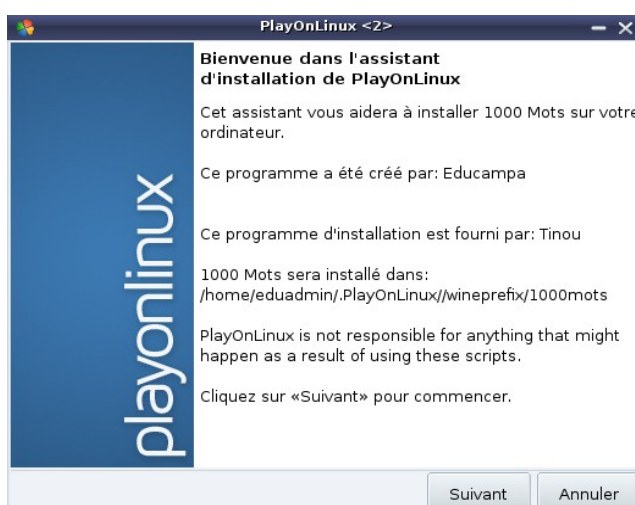 PlayOnLinux <2>
playonlinux
Bienvenue dans l'assistant
d'installation de PlayOnLinux
Cet assistant vous aidera à installer 1000 Mots sur votre
ordinateur.
Ce programme a été créé par: Educampa
Ce programme d'installation est fourni par: Tinou
1000 Mots sera installé dans:
/home/eduadmin/.PlayOnLinux//wineprefix/1000mots
PlayOnLinux is not responsible for anything that might
happen as a result of using these scripts.
Cliquez sur «Suivant» pour commencer.
Suivant Annuler